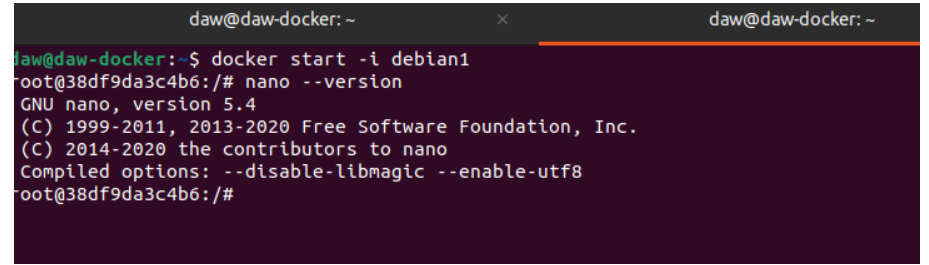 daw@daw-docker: ~ × daw@daw-docker: ~
daw@daw-docker:~$ docker start -i debian1
root@38df9da3c4b6:/# nano --version
GNU nano, version 5.4
(C) 1999-2011, 2013-2020 Free Software Foundation, Inc.
(C) 2014-2020 the contributors to nano
Compiled options: --disable-libmagic --enable-utf8
root@38df9da3c4b6:/#